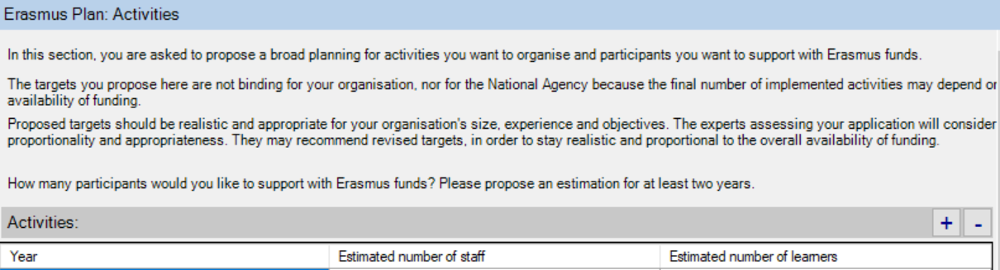 Erasmus Plan: Activities
In this section, you are asked to propose a broad planning for activities you want to organise and participants you want to support with Erasmus funds.
The targets you propose here are not binding for your organisation, nor for the National Agency because the final number of implemented activities may depend or
availability of funding.
Proposed targets should be realistic and appropriate for your organisation's size, experience and objectives. The experts assessing your application will consider
proportionality and appropriateness. They may recommend revised targets, in order to stay realistic and proportional to the overall availability of funding.
How many participants would you like to support with Erasmus funds? Please propose an estimation for at least two years.
Activities: + -
Year Estimated number of staff Estimated number of learners